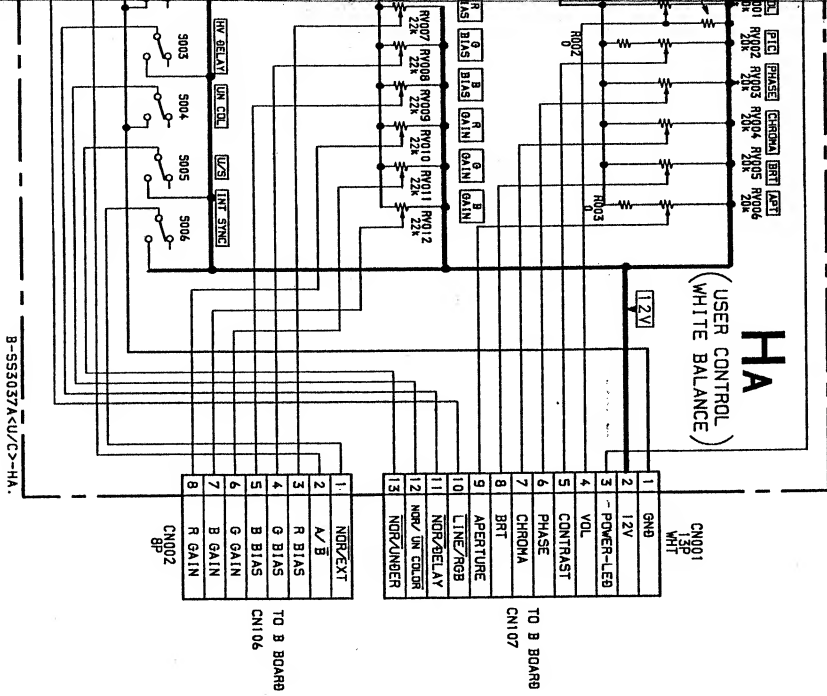 S003
HV DELAY
S004
UN COL
S005
U/S
S006
INT SYNC
RV007
22k
R
BIAS
RV008
22k
G
BIAS
RV009
22k
B
BIAS
RV010
22k
R
GAIN
RV011
22k
G
GAIN
RV012
22k
B
GAIN
R002
0
R003
0
RV002
20k
PIC
RV003
20k
PHASE
RV004
20k
CHROMA
RV005
20k
BRT
RV006
20k
APT
HA
(USER CONTROL
WHITE BALANCE)
12V
CN001
13P
WHT
1 GND
2 12V
3 -POWER-LED
4 VOL
5 CONTRAST
6 PHASE
7 CHROMA
8 BRT
9 APERTURE
10 LINE/RGB
11 NOR/DELAY
12 NOR/UN COLOR
13 NOR/UNDER
TO B BOARD
CN107
1 NOR/EXT
2 A/B
3 R BIAS
4 G BIAS
5 B BIAS
6 G GAIN
7 B GAIN
8 R GAIN
CN002
8P
TO B BOARD
CN106
B-SS3037A<U/C>-HA.